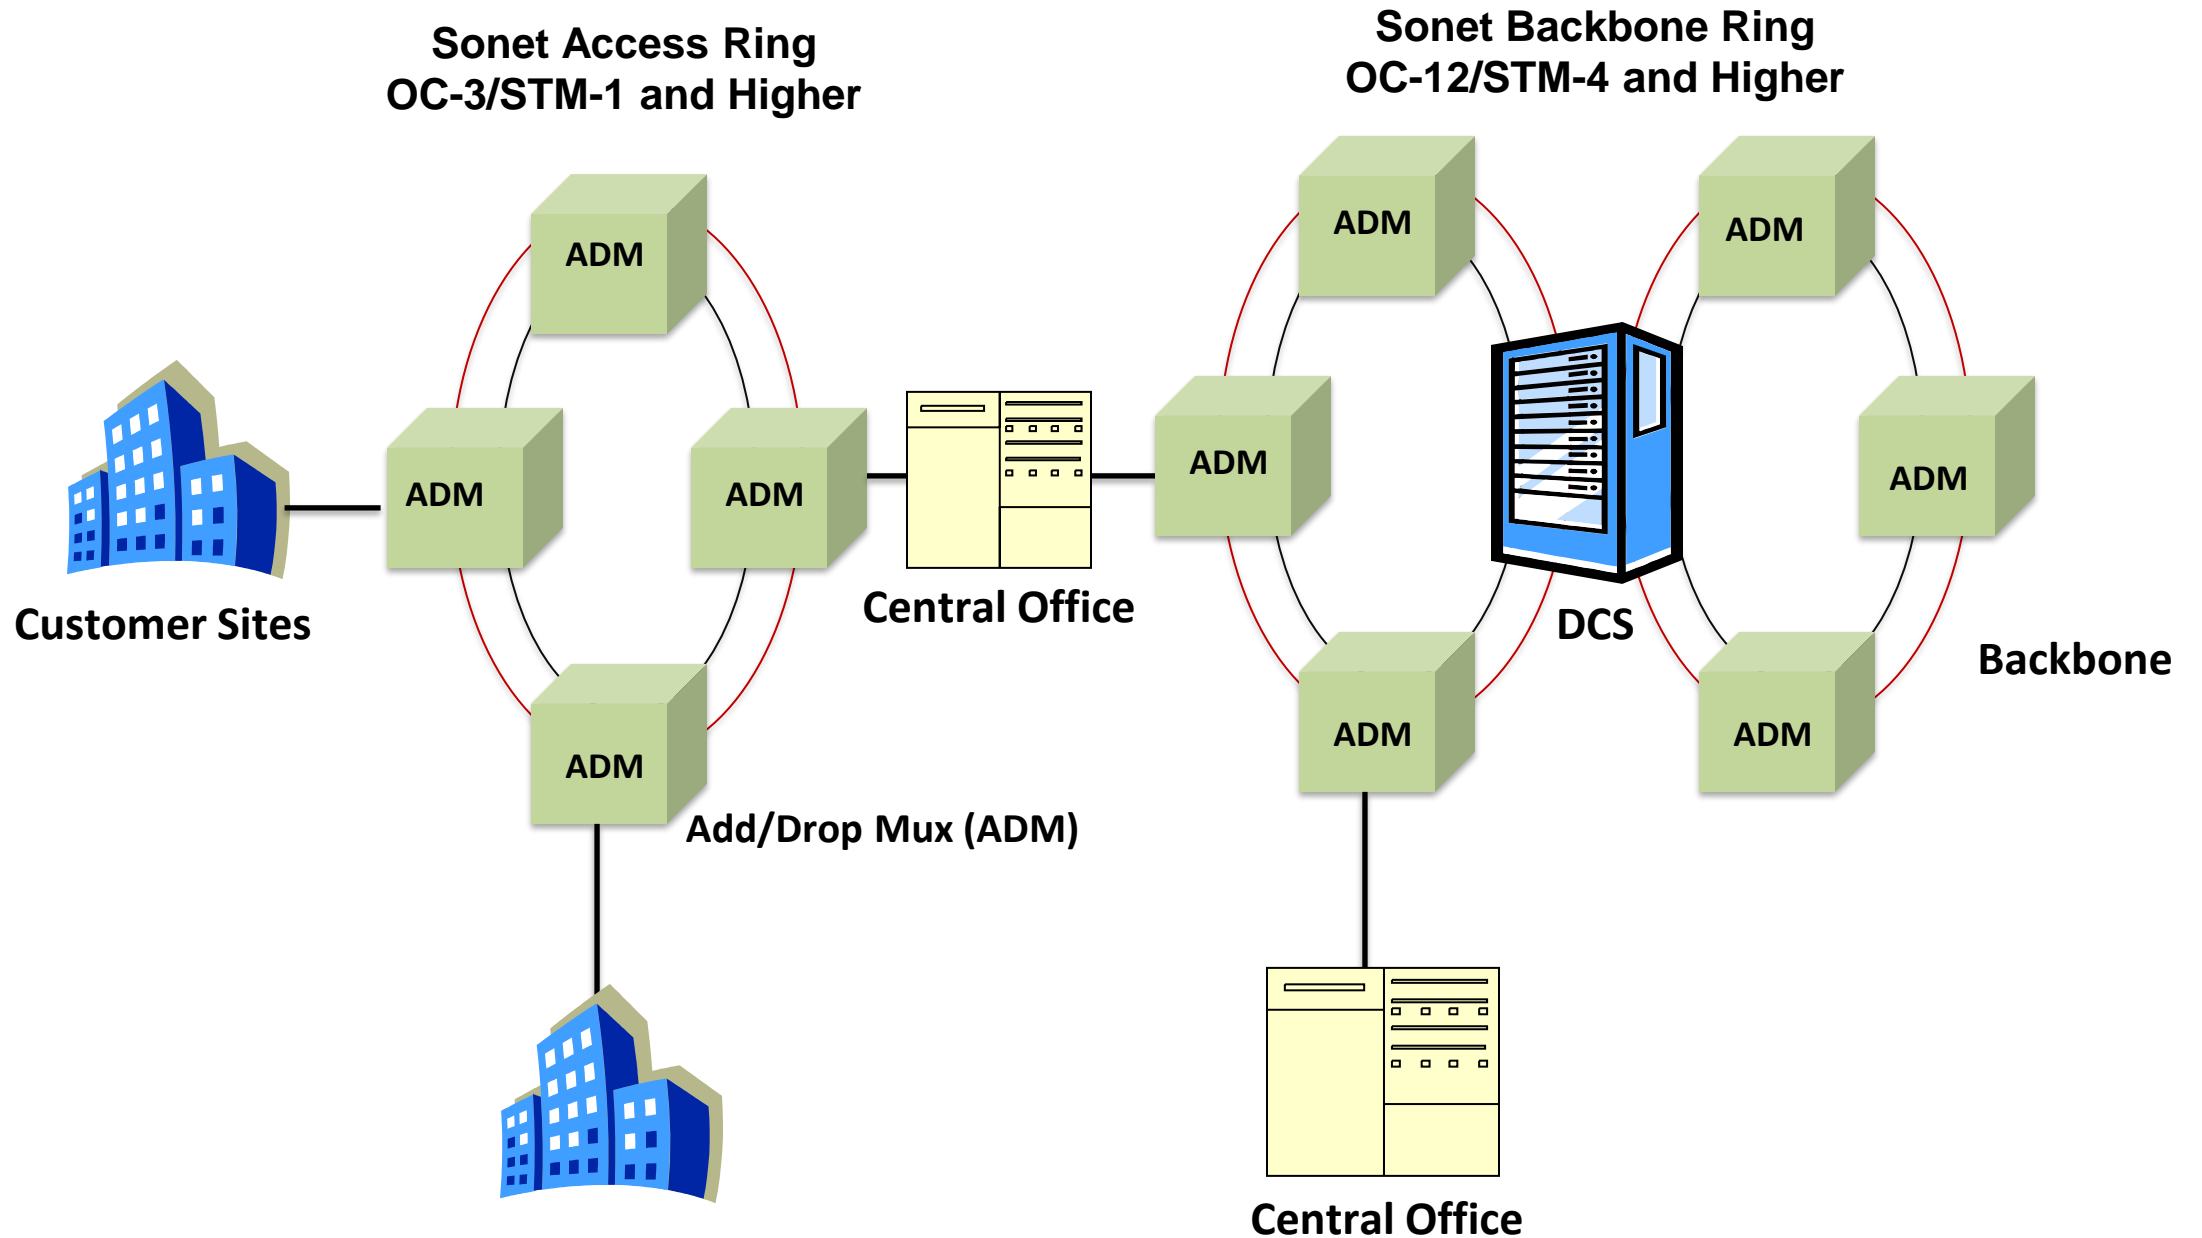 Sonet Access Ring
OC-3/STM-1 and Higher
Sonet Backbone Ring
OC-12/STM-4 and Higher
ADM
ADM
ADM
ADM
ADM
ADM
ADM
ADM
ADM
Customer Sites
Central Office
DCS
Backbone
ADM
ADM
ADM
Add/Drop Mux (ADM)
Central Office